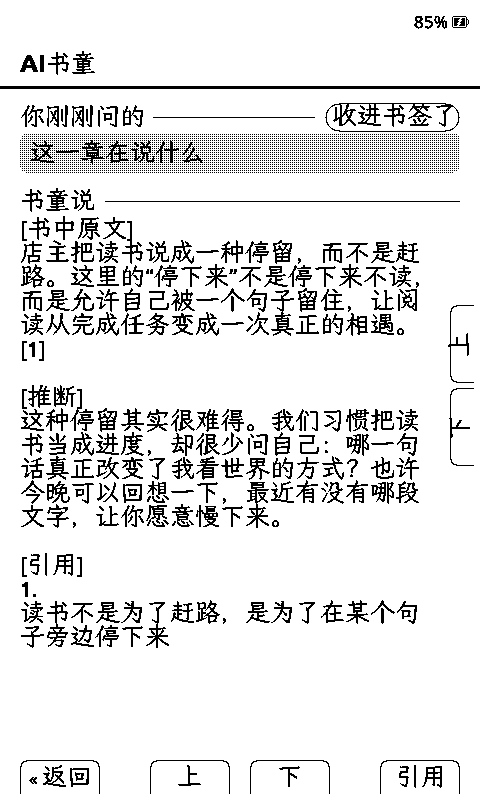 85%
AI书童
你刚刚问的
收进书签了
这一章在说什么
书童说
[书中原文]
店主把读书说成一种停留，而不是赶
路。这里的“停下来”不是停下来不读，
而是允许自己被一个句子留住，让阅
读从完成任务变成一次真正的相遇。
[1]
上
[推断]
这种停留其实很难得。我们习惯把读
下
书当成进度，却很少问自己：哪一句
话真正改变了我看世界的方式？也许
今晚可以回想一下，最近有没有哪段
文字，让你愿意慢下来。
[引用]
1.
读书不是为了赶路，是为了在某个句
子旁边停下来
«返回
上
下
引用